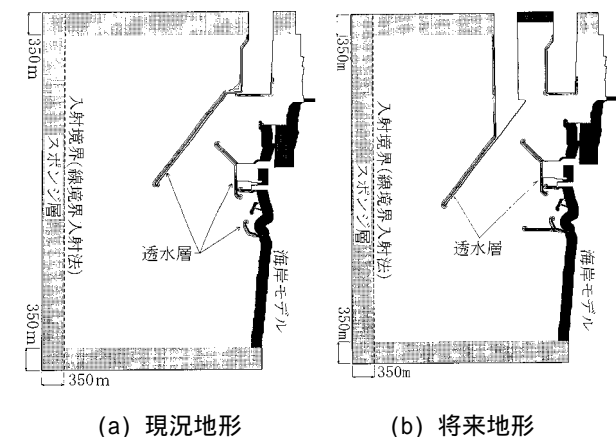 350m
入射境界(線境界入射法)
スポンジ層
透水層
海岸モデル
350m
350m
(a) 現況地形
350m
入射境界(線境界入射法)
スポンジ層
透水層
海岸モデル
350m
350m
(b) 将来地形